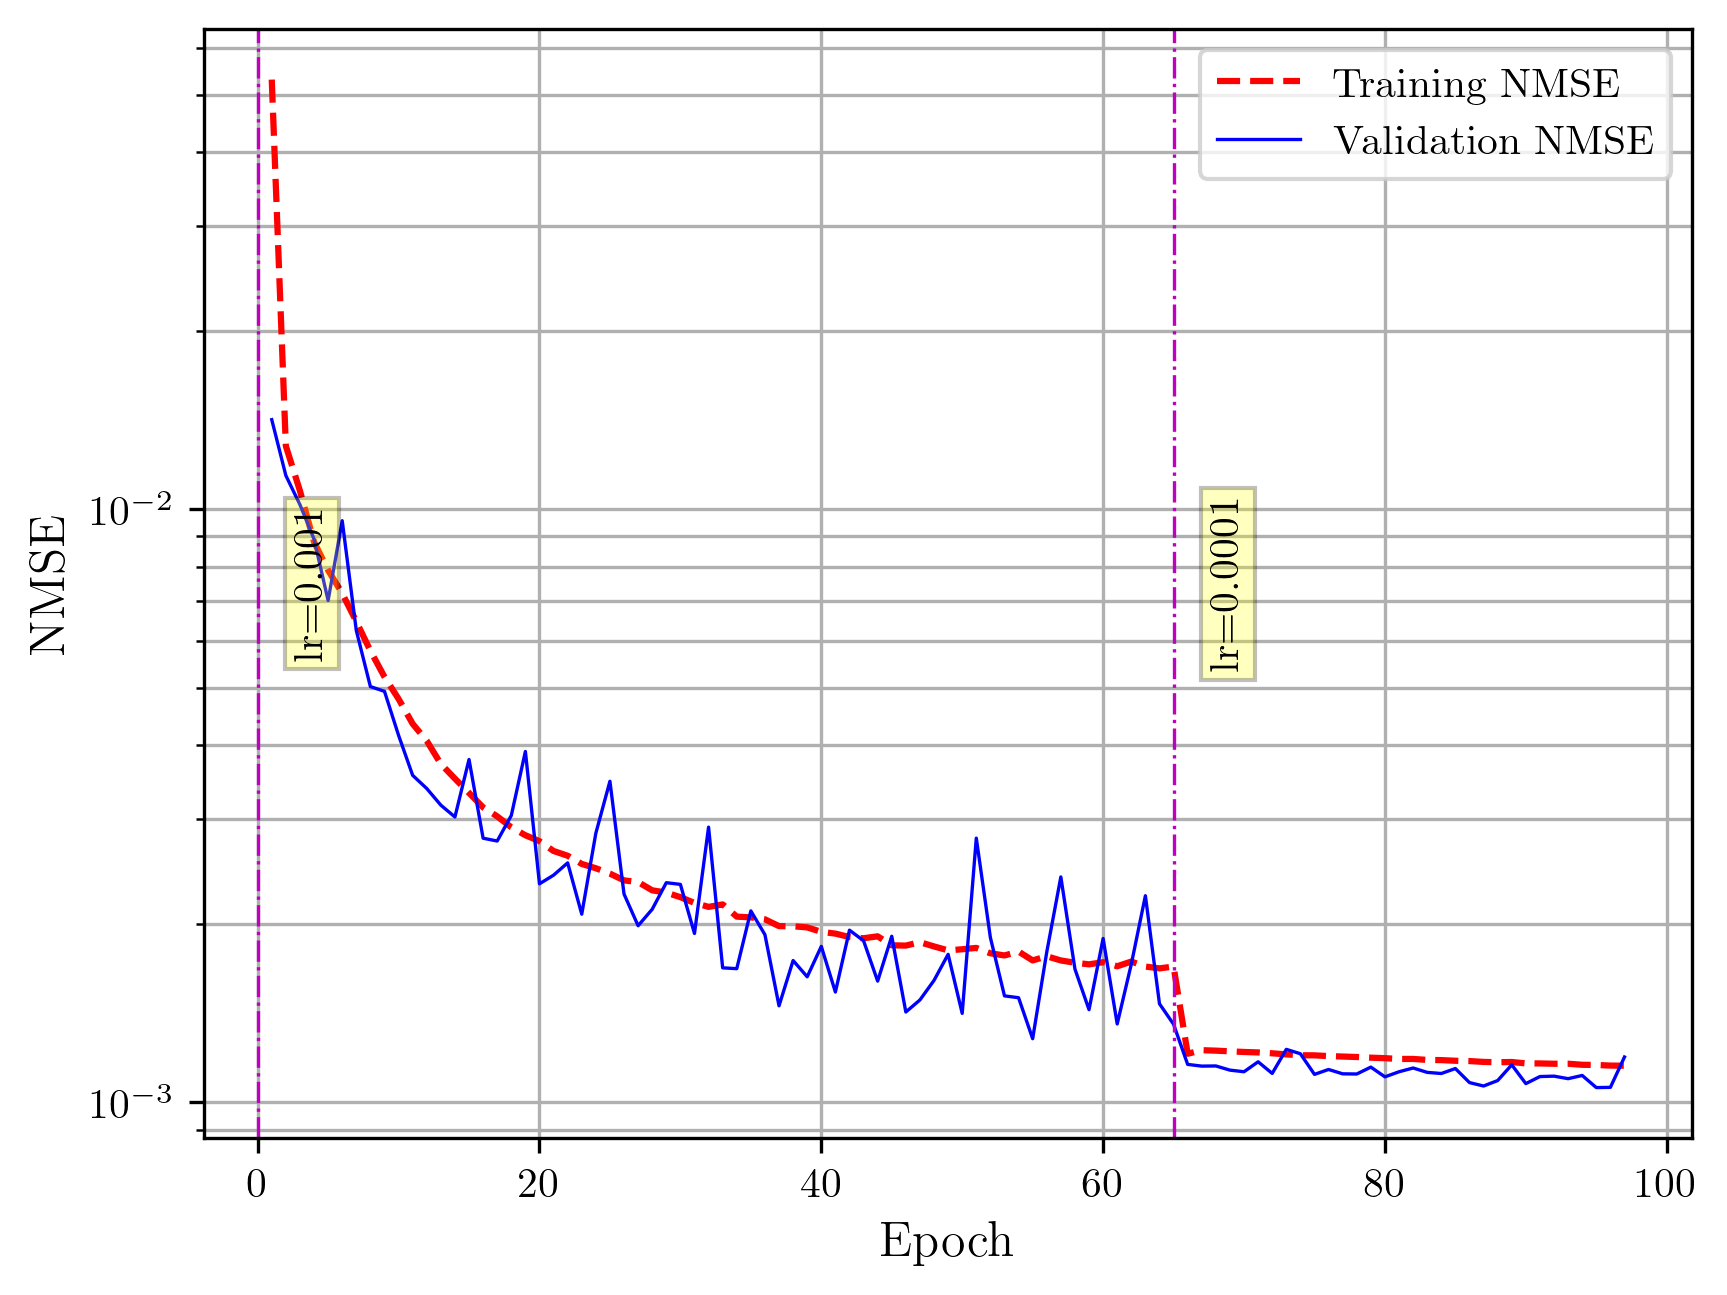 Training NMSE
Validation NMSE
NMSE
10⁻²
10⁻³
lr=0.001
lr=0.0001
0 20 40 60 80 100
Epoch